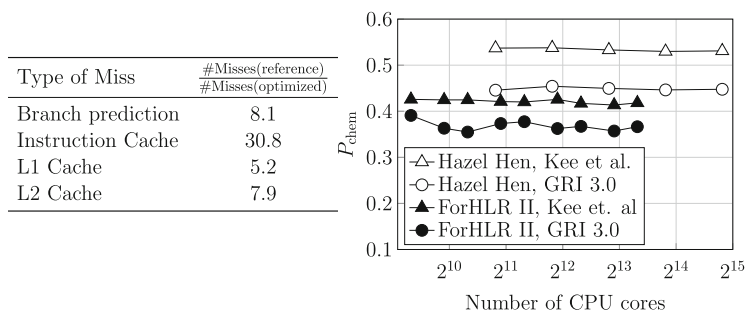 Type of Miss #Misses(reference)/#Misses(optimized)
Branch prediction 8.1
Instruction Cache 30.8
L1 Cache 5.2
L2 Cache 7.9
P_chem
0.6
0.5
0.4
0.3
0.2
0.1
Hazel Hen, Kee et al.
Hazel Hen, GRI 3.0
ForHLR II, Kee et. al
ForHLR II, GRI 3.0
2^10 2^11 2^12 2^13 2^14 2^15
Number of CPU cores